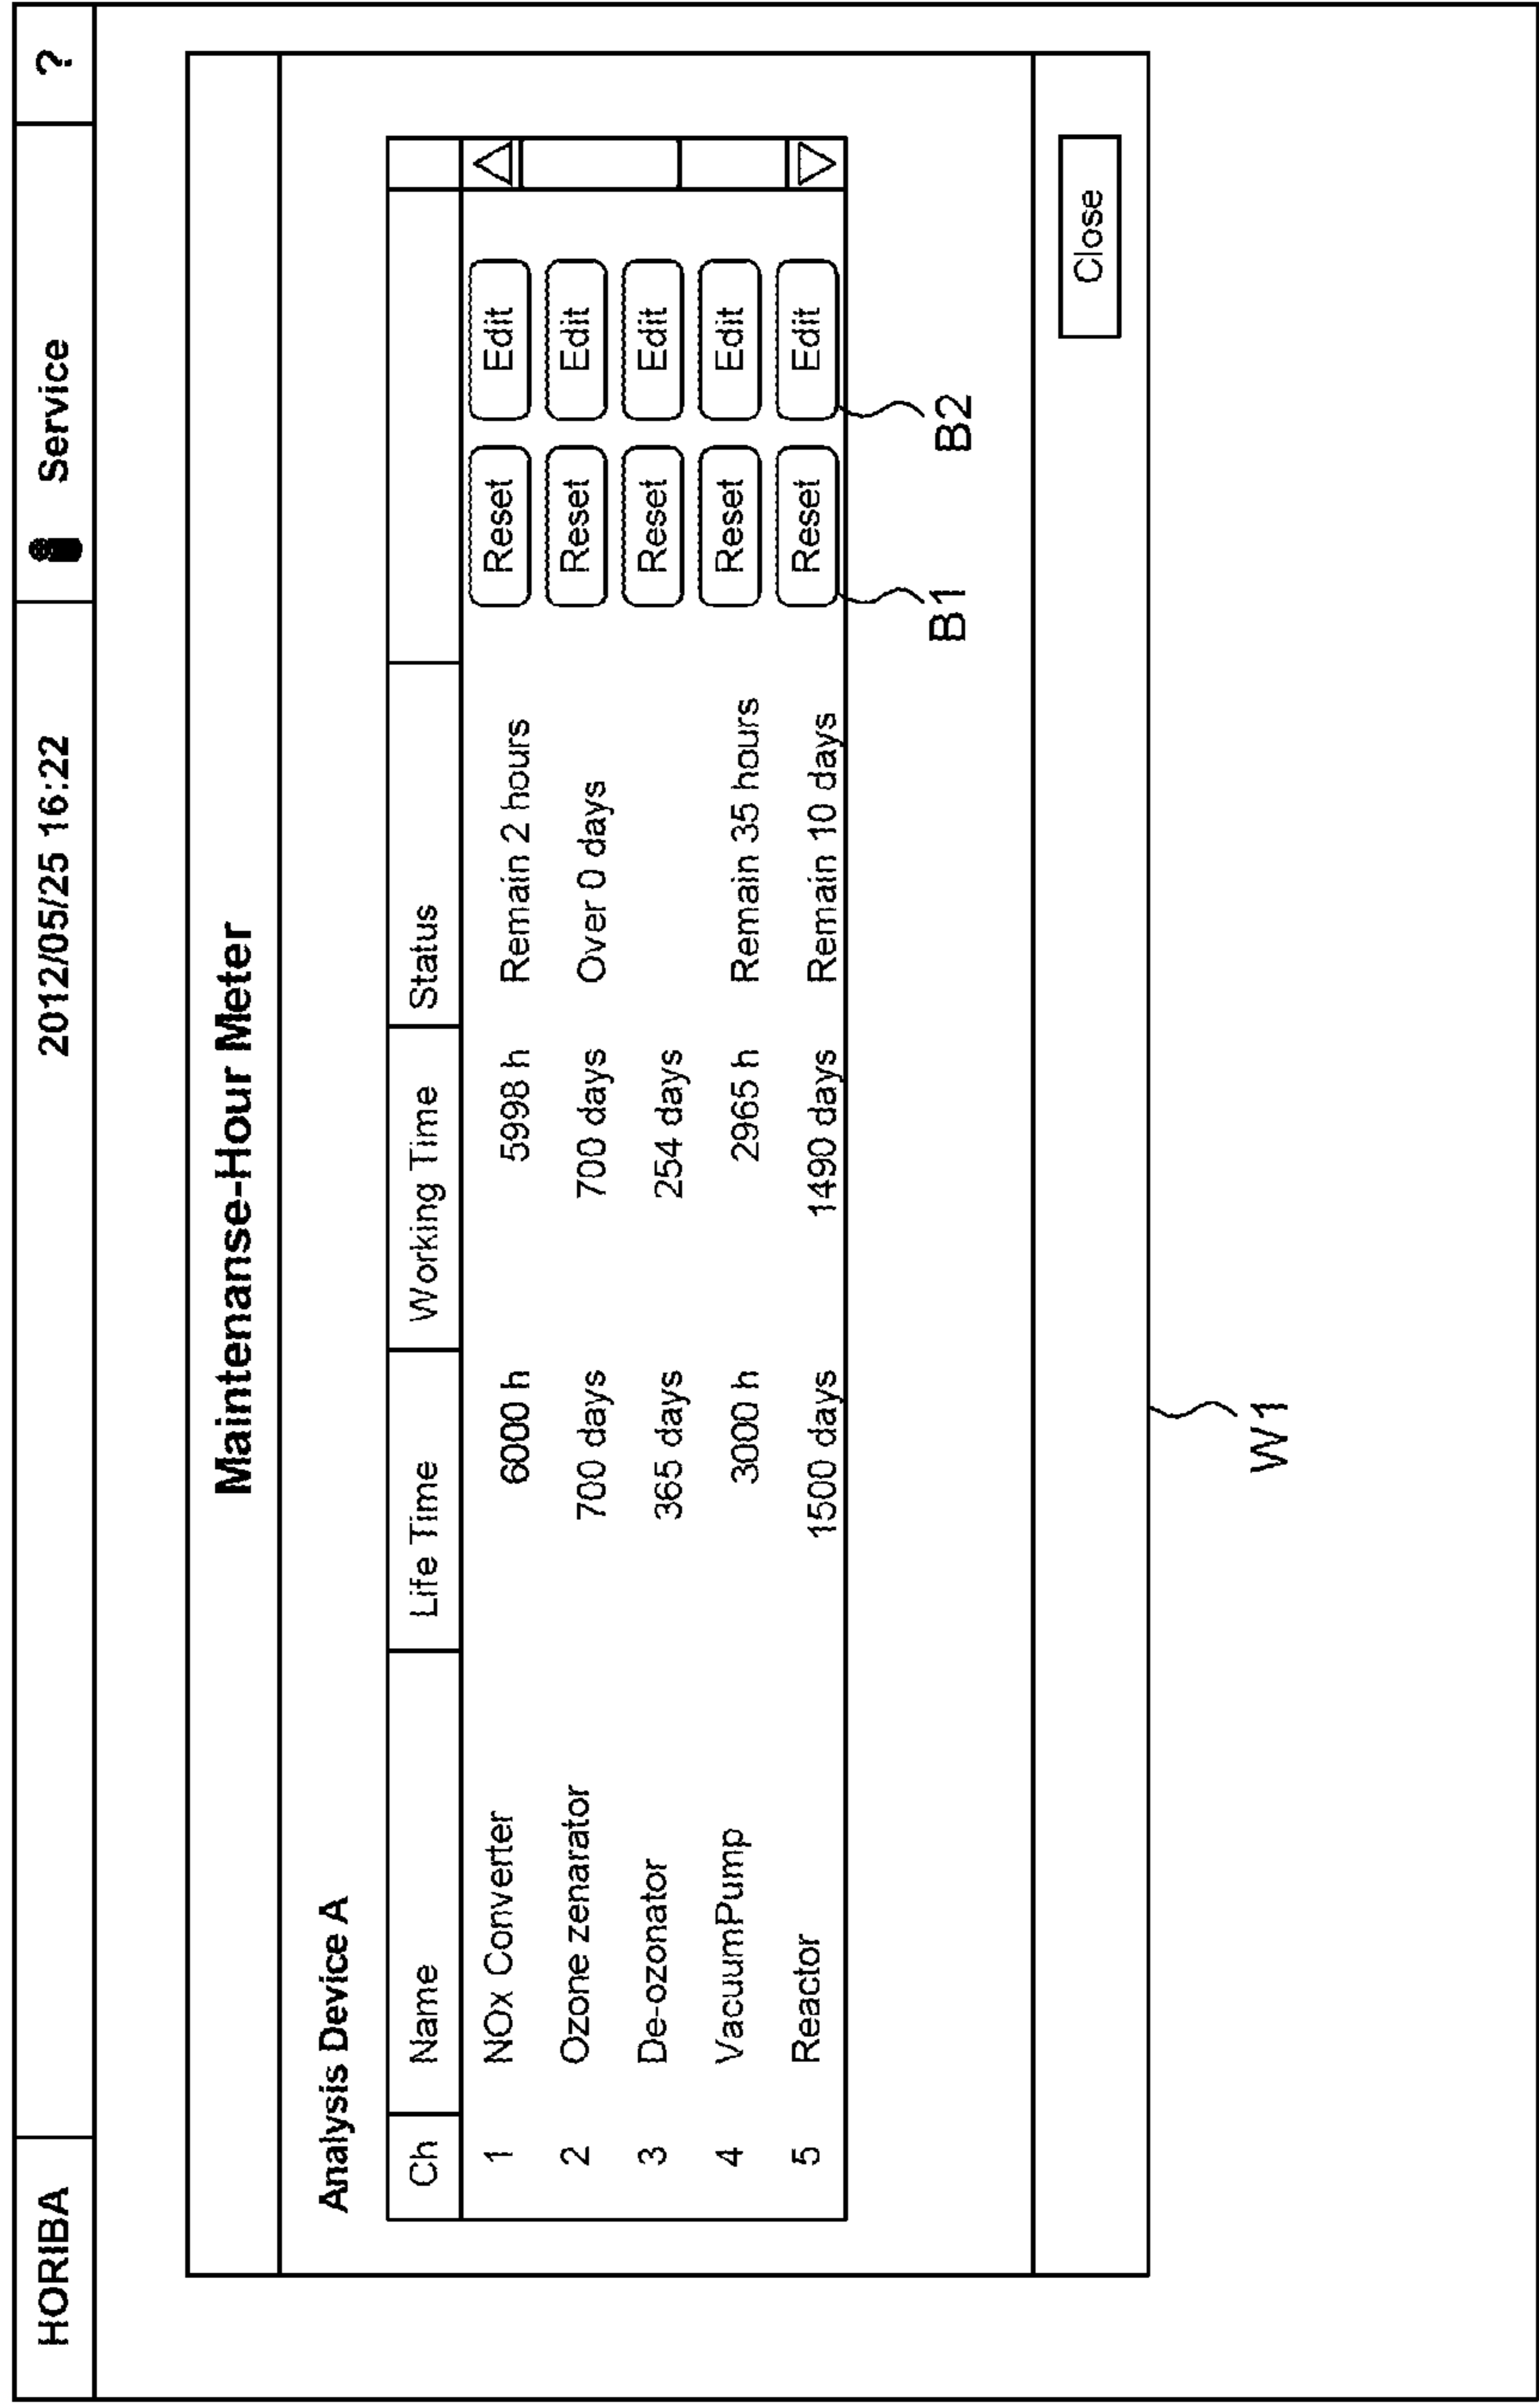 HORIBA 2012/05/25 16:22 Service ?
Maintenanse-Hour Meter
Analysis Device A
Ch Name Life Time Working Time Status
1 NOx Converter 6000 h 5998 h Remain 2 hours Reset Edit
2 Ozone zenarator 700 days 700 days Over 0 days Reset Edit
3 De-ozonator 365 days 254 days Reset Edit
4 VacuumPump 3000 h 2965 h Remain 35 hours Reset Edit
5 Reactor 1500 days 1490 days Remain 10 days Reset Edit
B1 B2
Close
W1